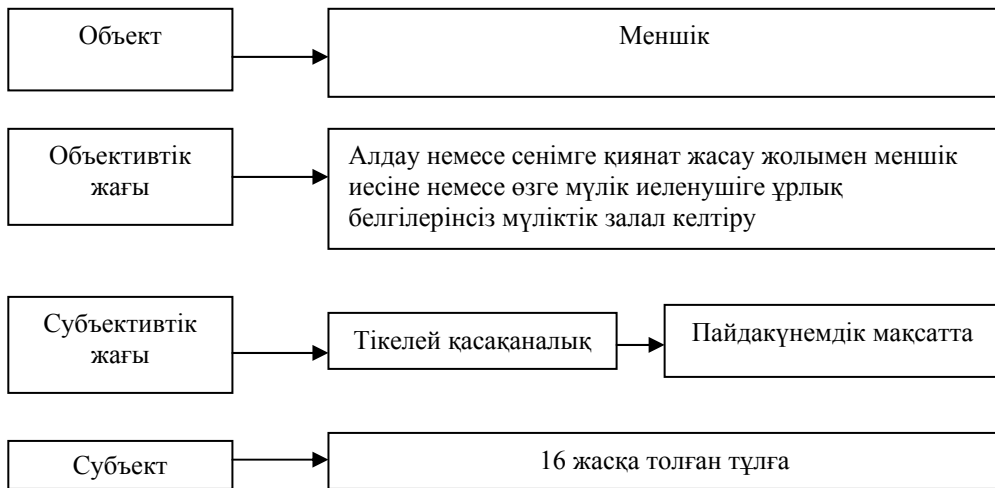 Объект
Меншік
Объективтік
жағы
Алдау немесе сенімге қиянат жасау жолымен меншік
иесіне немесе өзге мүлік иеленушіге ұрлық
белгілерінсіз мүліктік залал келтіру
Субъективтік
жағы
Тікелей қасақаналық
Пайдакүнемдік мақсатта
Субъект
16 жасқа толған тұлға